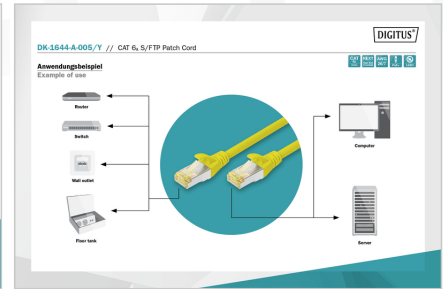 DIGITUS®
DK-1644-A-005/Y // CAT 6A S/FTP Patch Cord
Anwendungsbeispiel
Example of use
Router
Switch
Wall outlet
Floor tank
Computer
Server